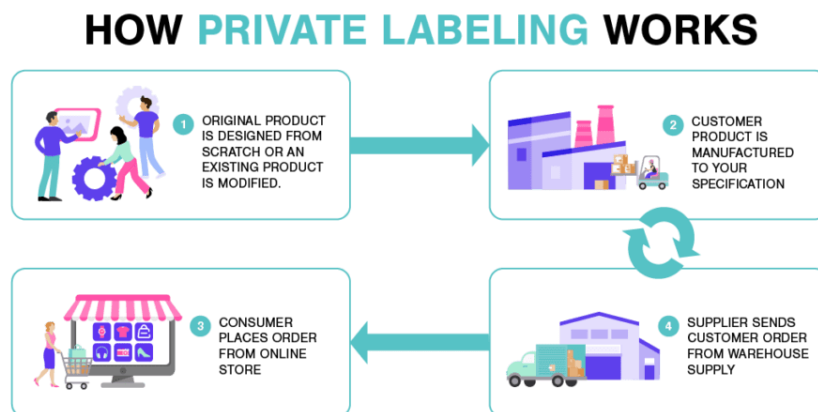 HOW PRIVATE LABELING WORKS
1
ORIGINAL PRODUCT
IS DESIGNED FROM
SCRATCH OR AN
EXISTING PRODUCT
IS MODIFIED.
2
CUSTOMER
PRODUCT IS
MANUFACTURED
TO YOUR
SPECIFICATION
3
CONSUMER
PLACES ORDER
FROM ONLINE
STORE
4
SUPPLIER SENDS
CUSTOMER ORDER
FROM WAREHOUSE
SUPPLY